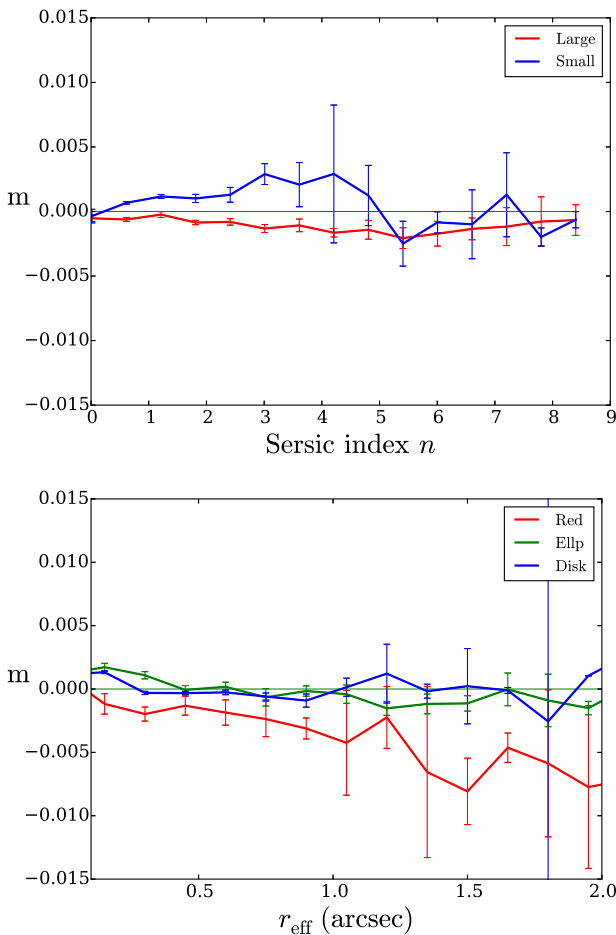 0.015
Large
Small
0.010
0.005
m
0.000
−0.005
−0.010
−0.015
0 1 2 3 4 5 6 7 8 9
Sersic index n
0.015
Red
Ellp
Disk
0.010
0.005
m
0.000
−0.005
−0.010
−0.015
0.5 1.0 1.5 2.0
r_eff (arcsec)